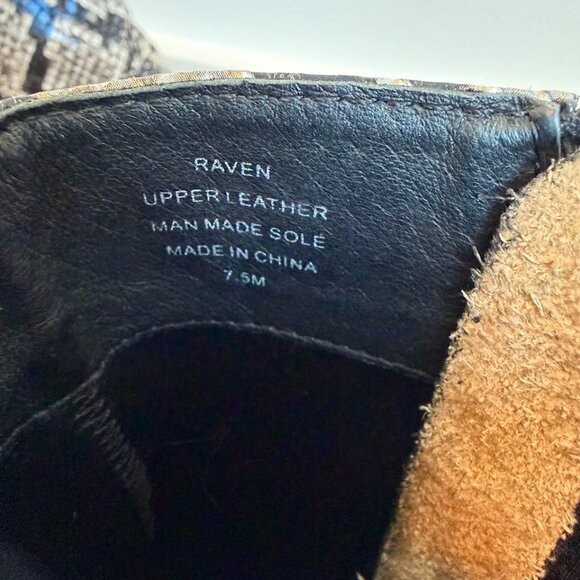 RAVEN
UPPER LEATHER
MAN MADE SOLE
MADE IN CHINA
7.5M